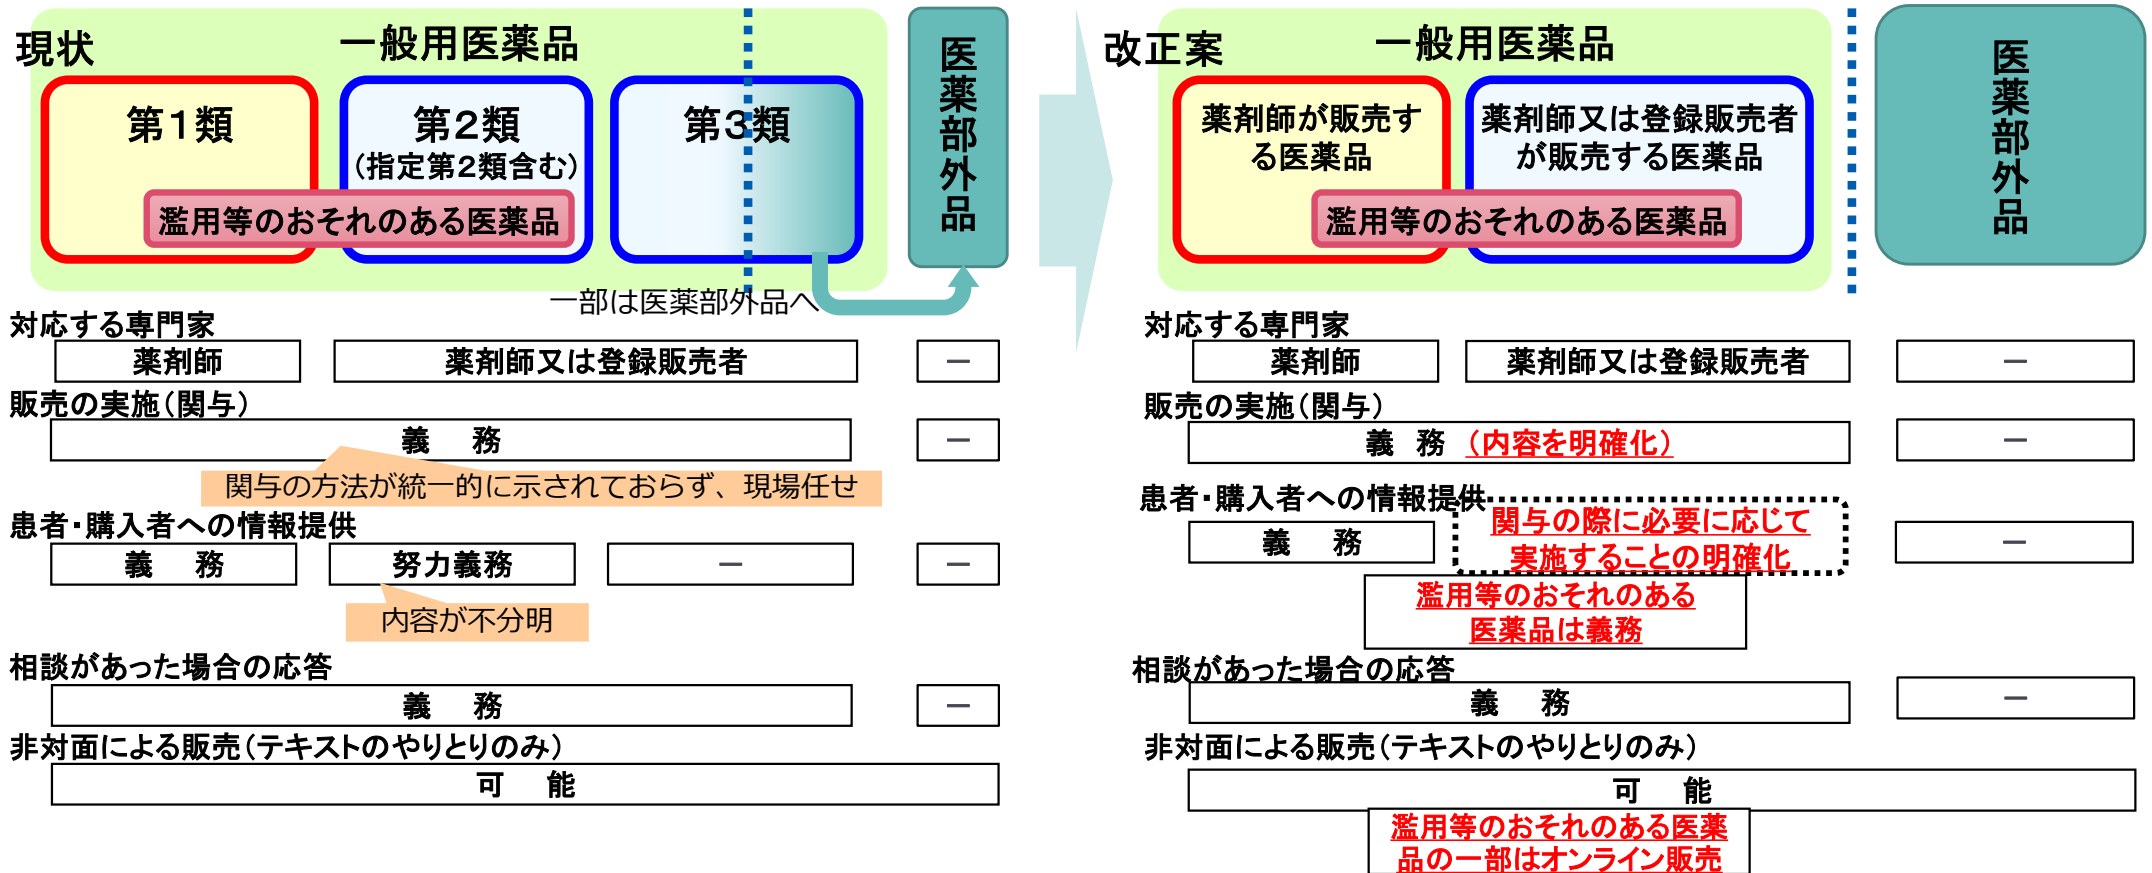 現状
一般用医薬品
第１類
第２類
（指定第２類含む）
第３類
濫用等のおそれのある医薬品
医薬部外品
一部は医薬部外品へ
対応する専門家
薬剤師
薬剤師又は登録販売者
－
販売の実施（関与）
義　務
－
関与の方法が統一的に示されておらず、現場任せ
患者・購入者への情報提供
義　務
努力義務
－
－
内容が不分明
相談があった場合の応答
義　務
－
非対面による販売（テキストのやりとりのみ）
可　能
改正案
一般用医薬品
薬剤師が販売す
る医薬品
薬剤師又は登録販売者
が販売する医薬品
濫用等のおそれのある医薬品
医薬部外品
対応する専門家
薬剤師
薬剤師又は登録販売者
－
販売の実施（関与）
義　務 （内容を明確化）
－
患者・購入者への情報提供
義　務
関与の際に必要に応じて
実施することの明確化
－
濫用等のおそれのある
医薬品は義務
相談があった場合の応答
義　務
－
非対面による販売（テキストのやりとりのみ）
可　能
濫用等のおそれのある医薬
品の一部はオンライン販売